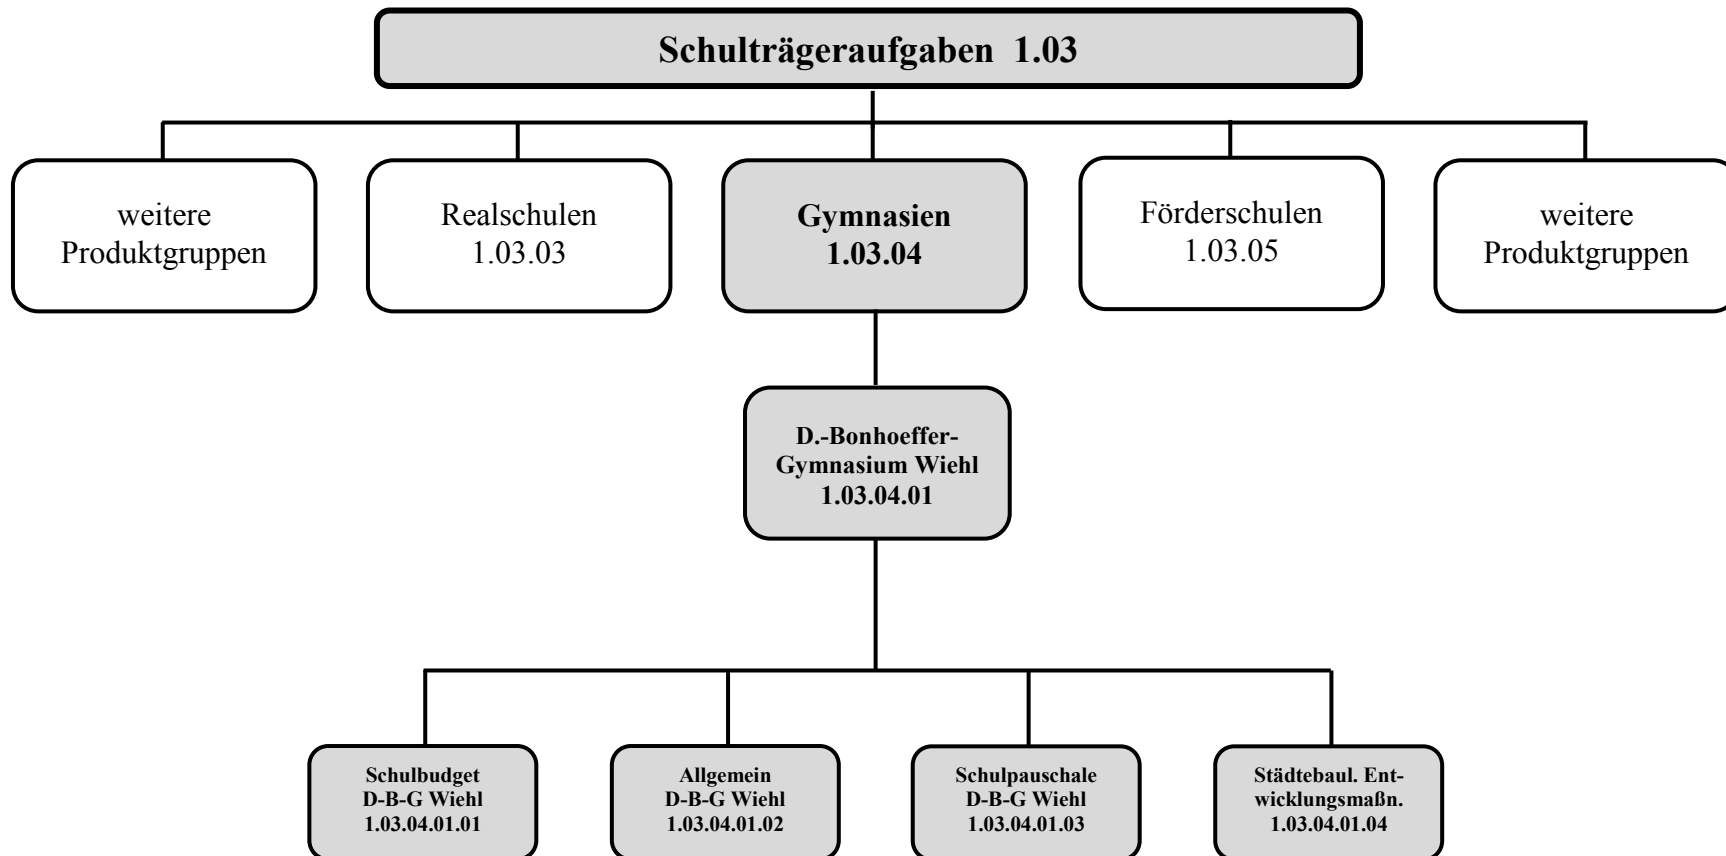 Schulträgeraufgaben 1.03
weitere
Produktgruppen
Realschulen
1.03.03
Gymnasien
1.03.04
Förderschulen
1.03.05
weitere
Produktgruppen
D.-Bonhoeffer-
Gymnasium Wiehl
1.03.04.01
Schulbudget
D-B-G Wiehl
1.03.04.01.01
Allgemein
D-B-G Wiehl
1.03.04.01.02
Schulpauschale
D-B-G Wiehl
1.03.04.01.03
Städtebaul. Ent-
wicklungsmaßn.
1.03.04.01.04